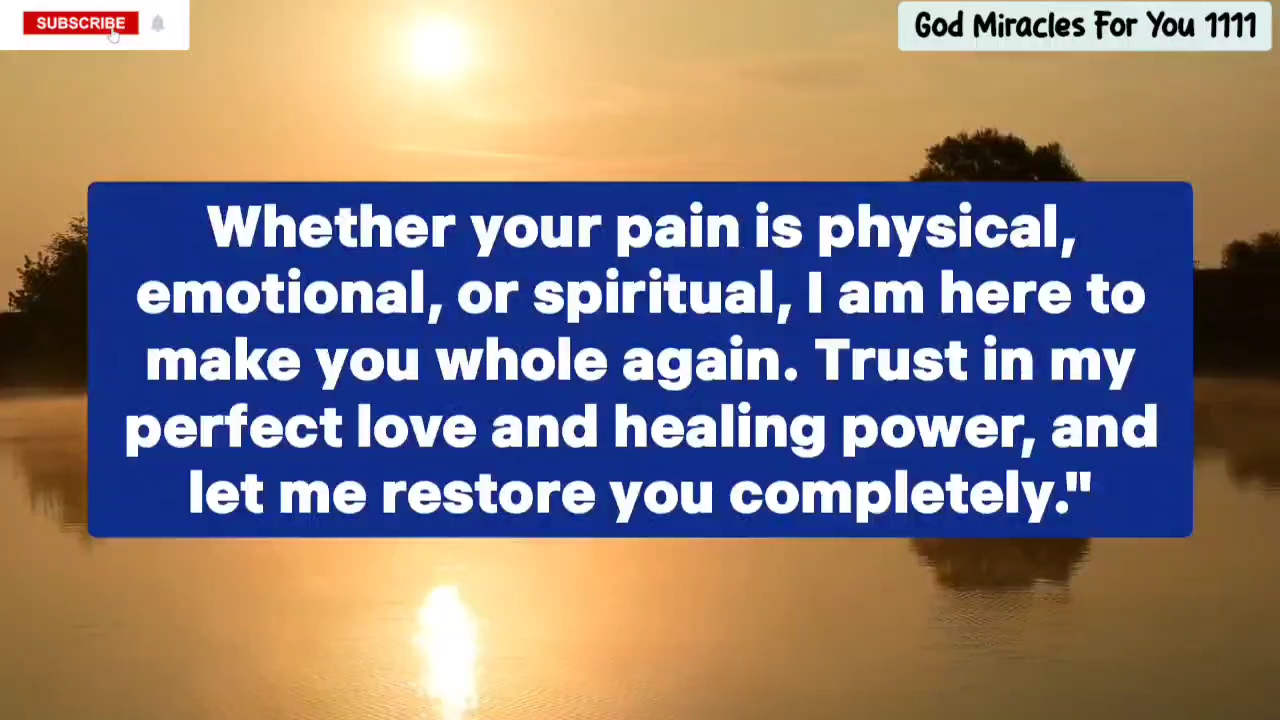 SUBSCRIBE
God Miracles For You 1111
Whether your pain is physical,
emotional, or spiritual, I am here to
make you whole again. Trust in my
perfect love and healing power, and
let me restore you completely."